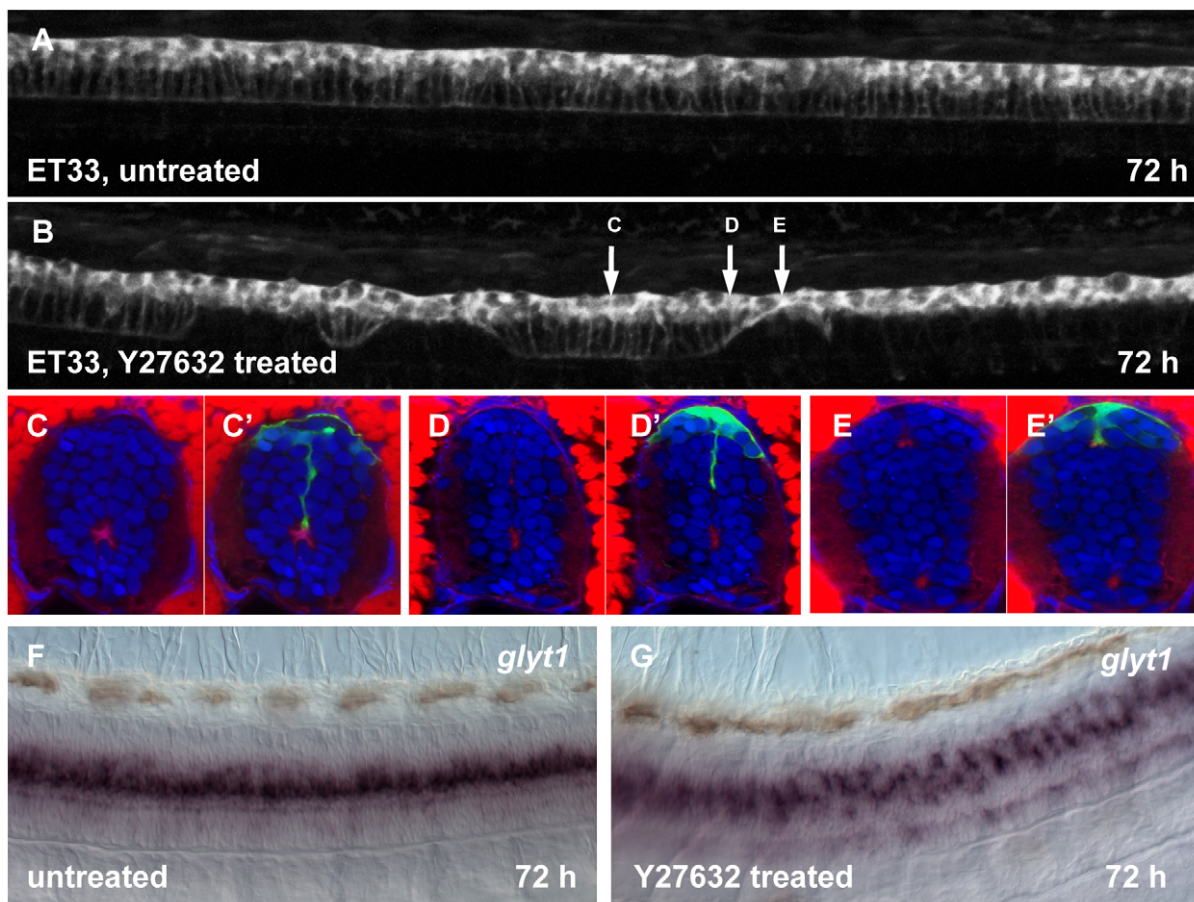 A
ET33, untreated 72 h
B
C D E
ET33, Y27632 treated 72 h
C C’ D D’ E E’
F glyt1 G glyt1
untreated 72 h Y27632 treated 72 h